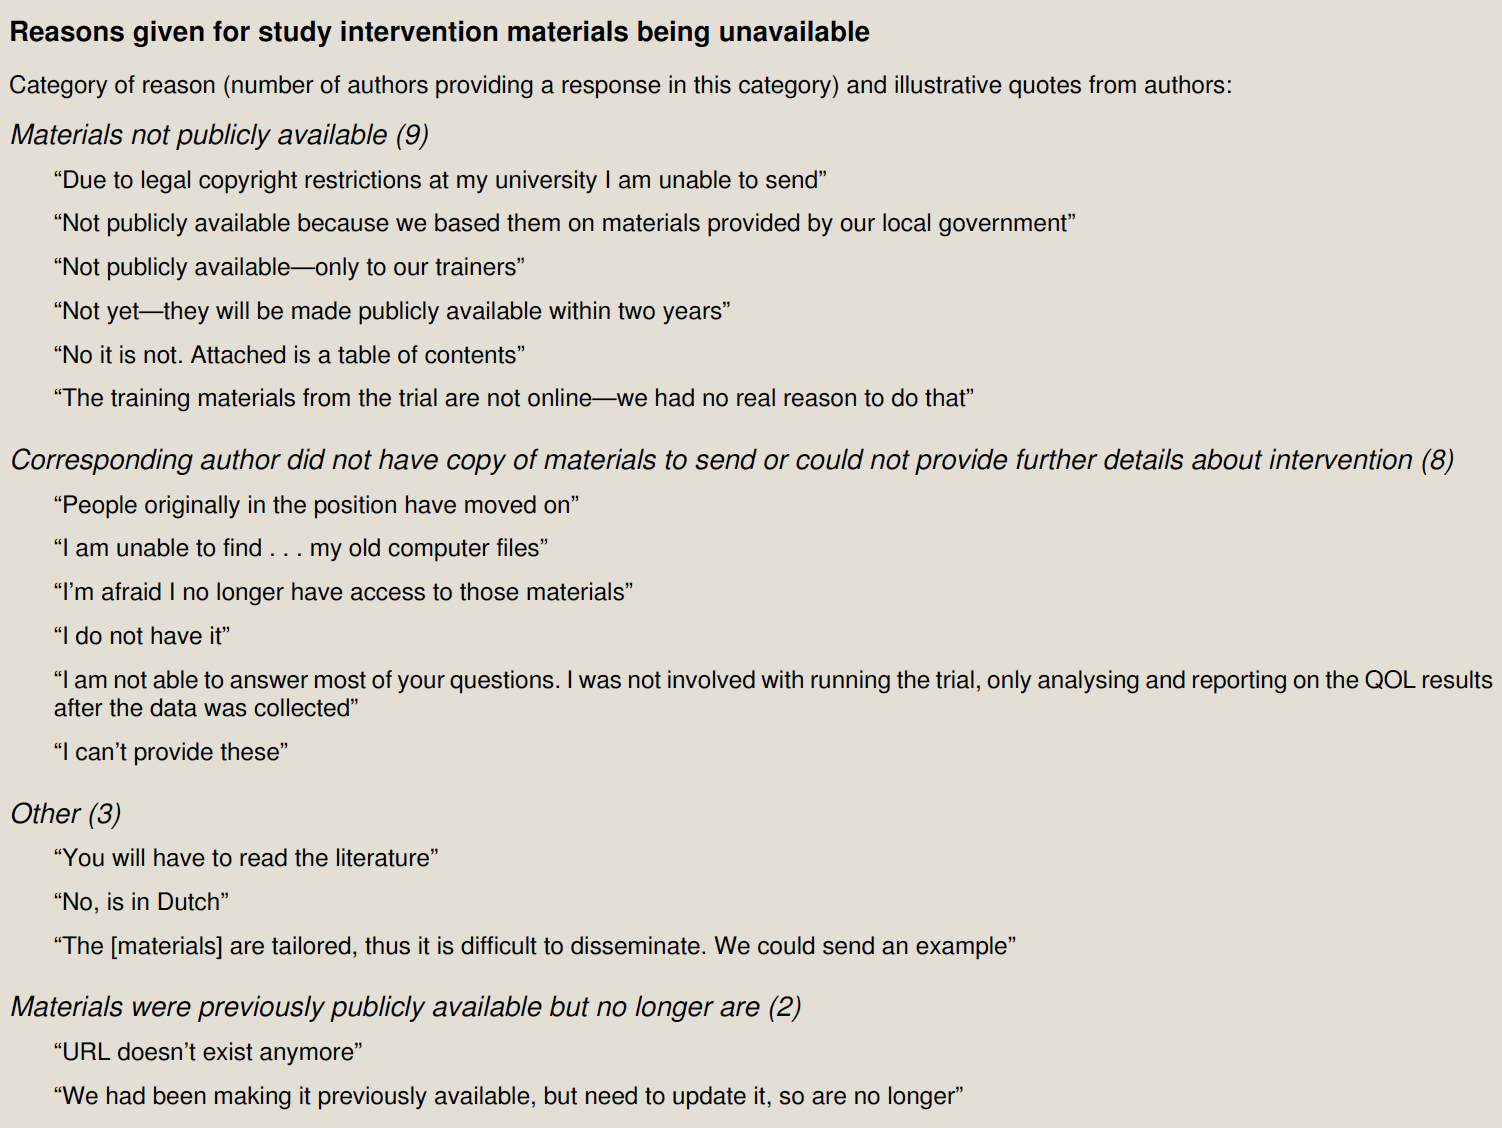 Reasons given for study intervention materials being unavailable
Category of reason (number of authors providing a response in this category) and illustrative quotes from authors:
Materials not publicly available (9)
“Due to legal copyright restrictions at my university I am unable to send”
“Not publicly available because we based them on materials provided by our local government”
“Not publicly available—only to our trainers”
“Not yet—they will be made publicly available within two years”
“No it is not. Attached is a table of contents”
“The training materials from the trial are not online—we had no real reason to do that”
Corresponding author did not have copy of materials to send or could not provide further details about intervention (8)
“People originally in the position have moved on”
“I am unable to find . . . my old computer files”
“I’m afraid I no longer have access to those materials”
“I do not have it”
“I am not able to answer most of your questions. I was not involved with running the trial, only analysing and reporting on the QOL results
after the data was collected”
“I can’t provide these”
Other (3)
“You will have to read the literature”
“No, is in Dutch”
“The [materials] are tailored, thus it is difficult to disseminate. We could send an example”
Materials were previously publicly available but no longer are (2)
“URL doesn’t exist anymore”
“We had been making it previously available, but need to update it, so are no longer”